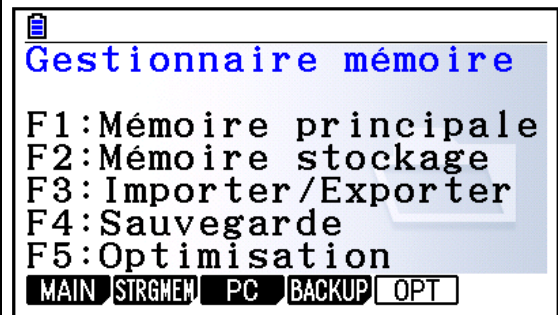 Gestionnaire mémoire
F1:Mémoire principale
F2:Mémoire stockage
F3:Importer/Exporter
F4:Sauvegarde
F5:Optimisation
MAIN STRGMEM PC BACKUP OPT